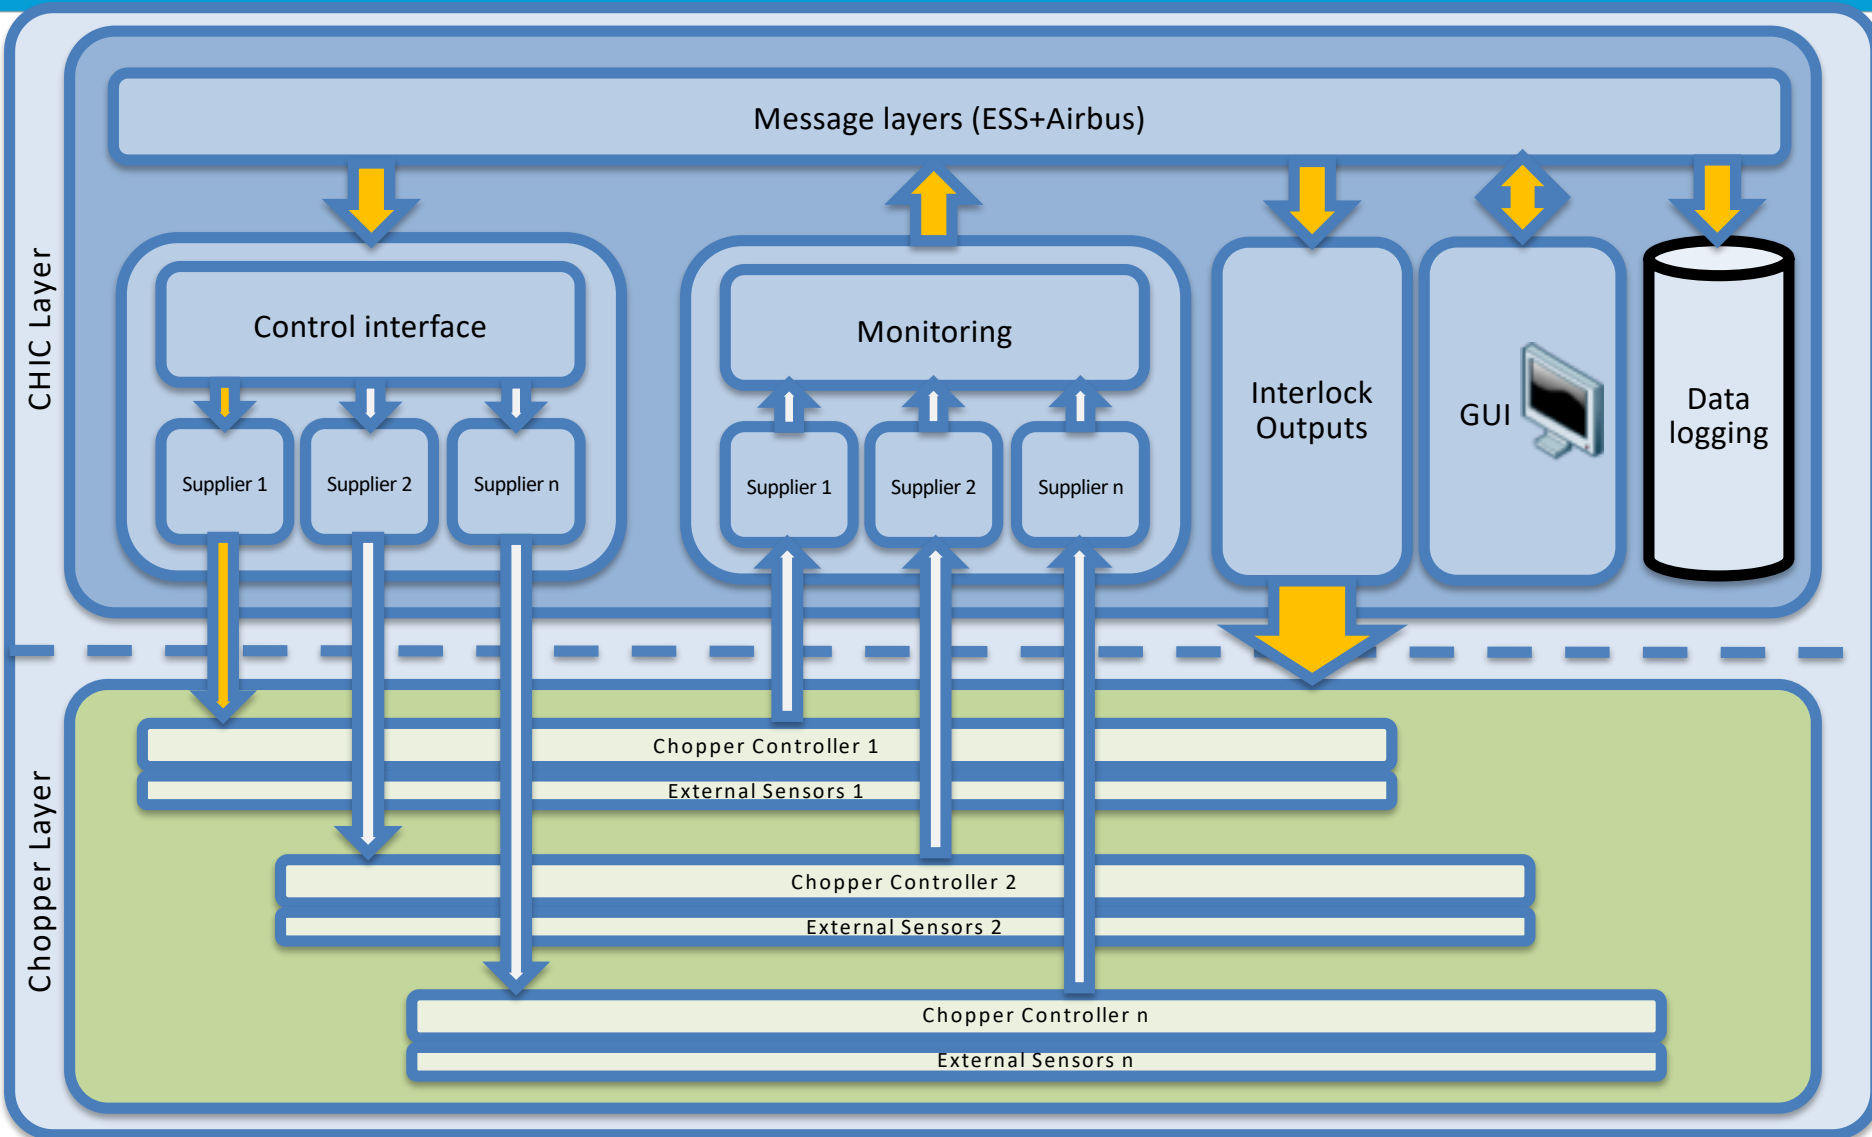 Message layers (ESS+Airbus)
CHIC Layer
Control interface
Supplier 1
Supplier 2
Supplier n
Monitoring
Supplier 1
Supplier 2
Supplier n
Interlock
Outputs
GUI
Data
logging
Chopper Layer
Chopper Controller 1
External Sensors 1
Chopper Controller 2
External Sensors 2
Chopper Controller n
External Sensors n